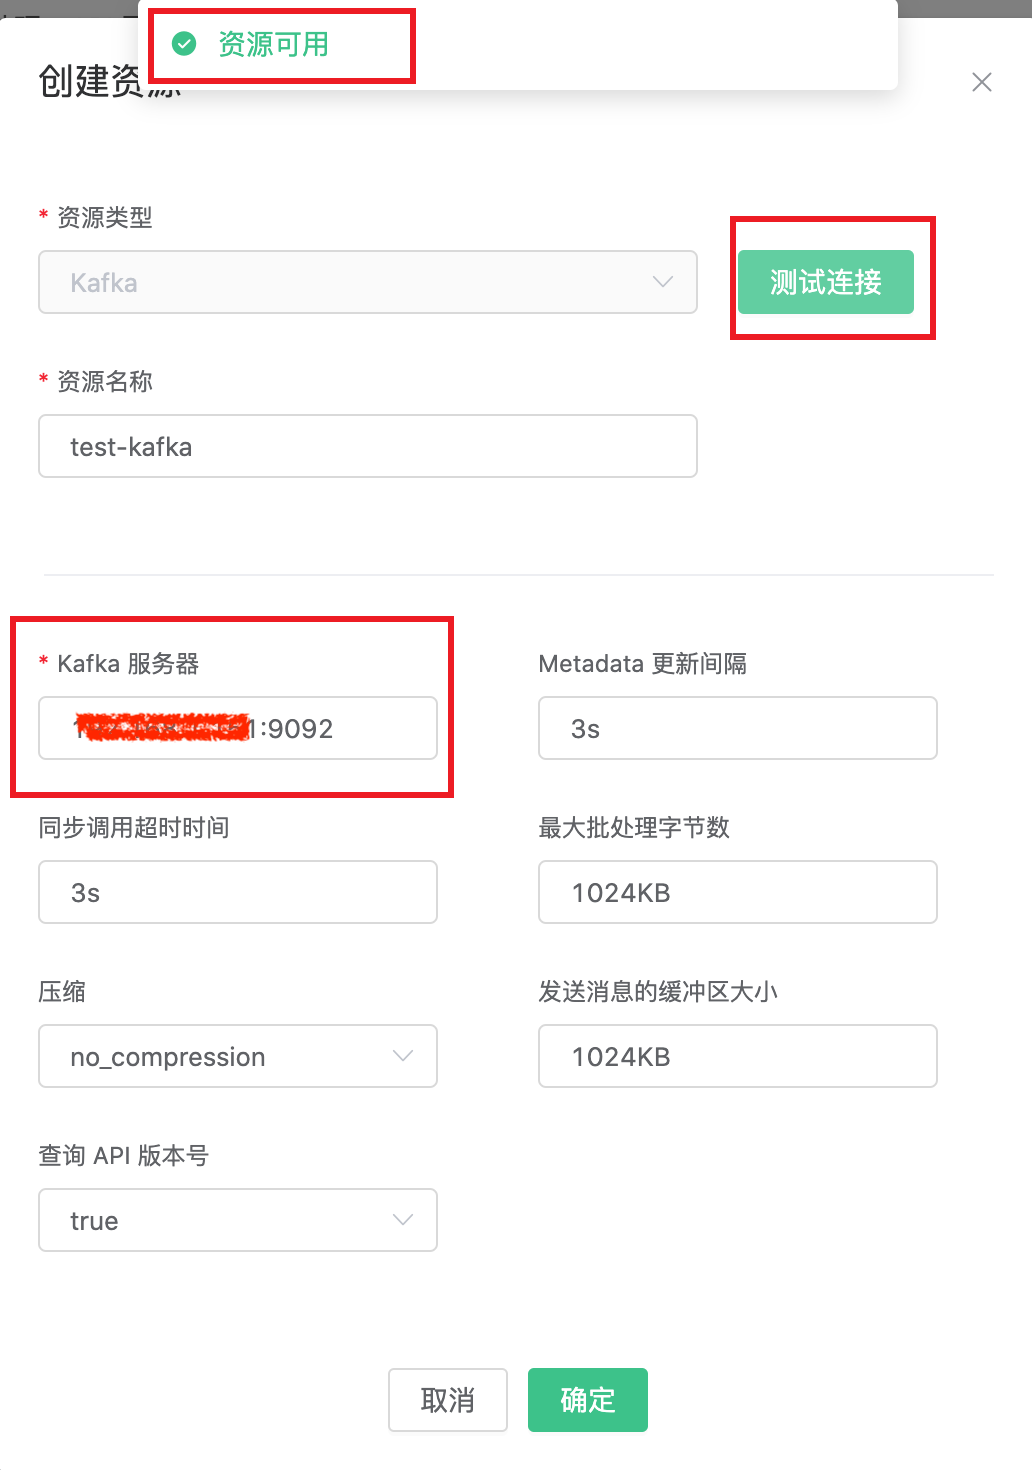 资源可用
创建资源
* 资源类型
Kafka
测试连接
* 资源名称
test-kafka
* Kafka 服务器
:9092
Metadata 更新间隔
3s
同步调用超时时间
3s
最大批处理字节数
1024KB
压缩
no_compression
发送消息的缓冲区大小
1024KB
查询 API 版本号
true
取消
确定